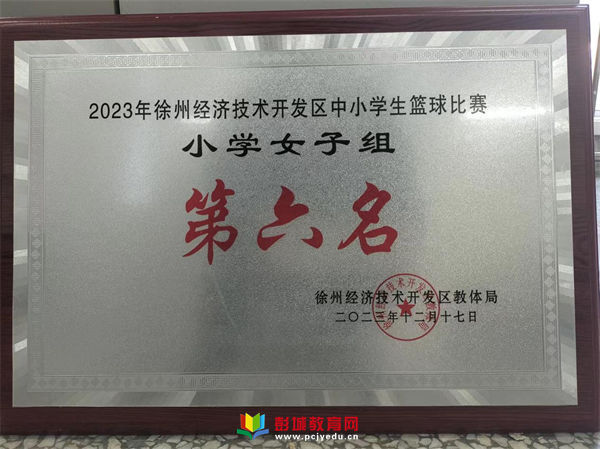 2023年徐州经济技术开发区中小学生篮球比赛
小学女子组
第六名
徐州经济技术开发区教体局
二〇二三年十二月十七日
彭城教育网
www.pcjyedu.cn